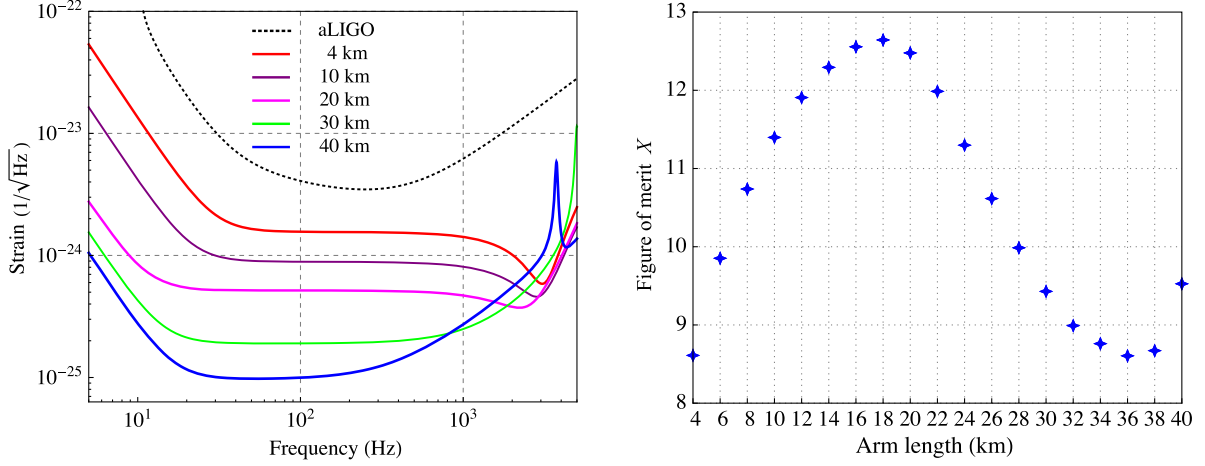 10^-22
10^-23
10^-24
10^-25
Strain (1/√Hz)
aLIGO
4 km
10 km
20 km
30 km
40 km
10^1
10^2
10^3
Frequency (Hz)
13
12
11
10
9
8
Figure of merit X
4 6 8 10 12 14 16 18 20 22 24 26 28 30 32 34 36 38 40
Arm length (km)